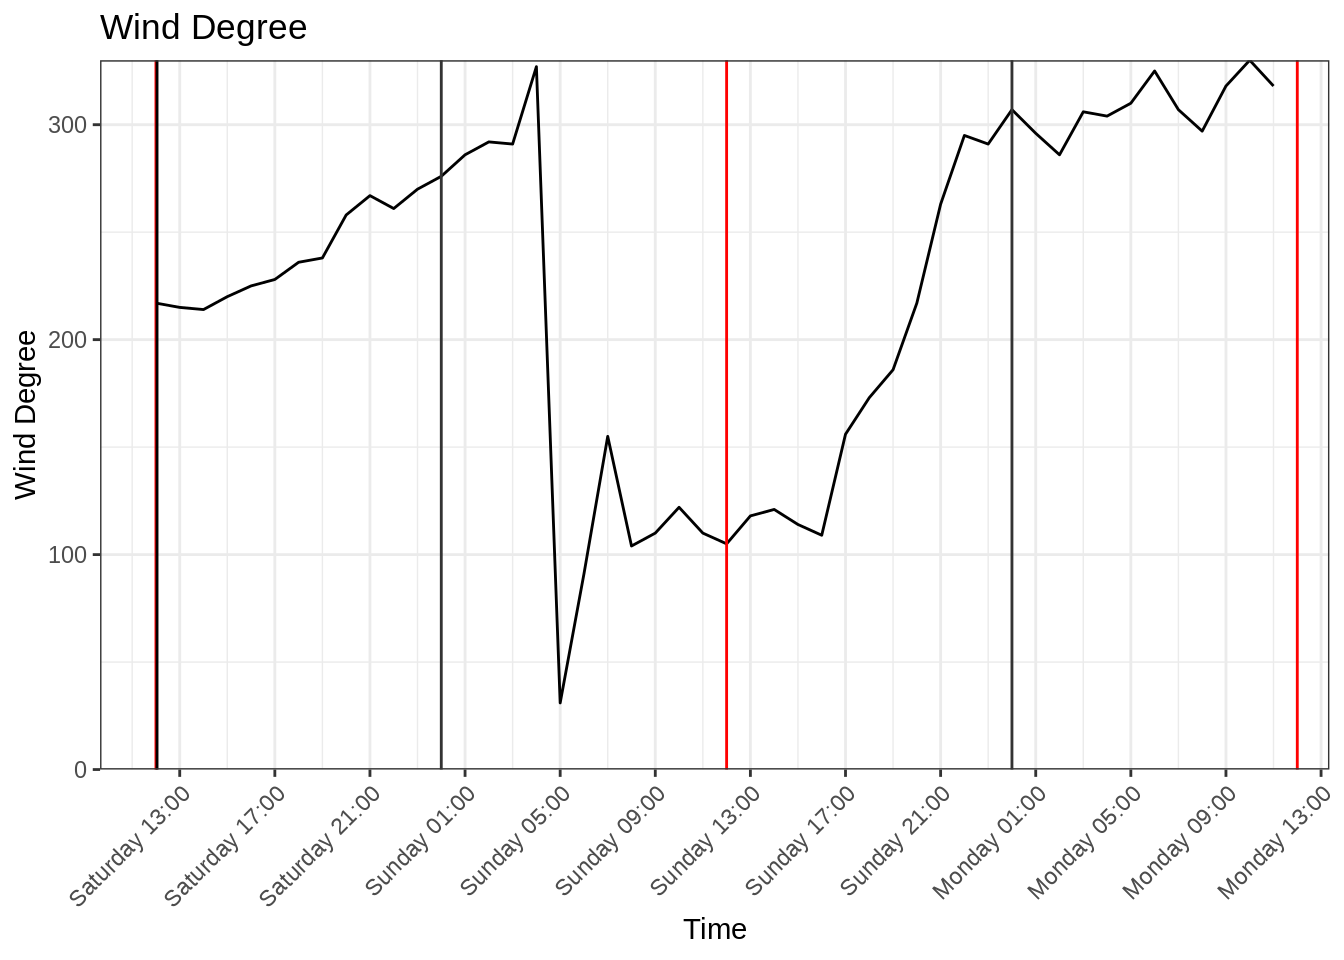 Wind Degree
Wind Degree
300
200
100
0
Saturday 13:00
Saturday 17:00
Saturday 21:00
Sunday 01:00
Sunday 05:00
Sunday 09:00
Sunday 13:00
Sunday 17:00
Sunday 21:00
Monday 01:00
Monday 05:00
Monday 09:00
Monday 13:00
Time